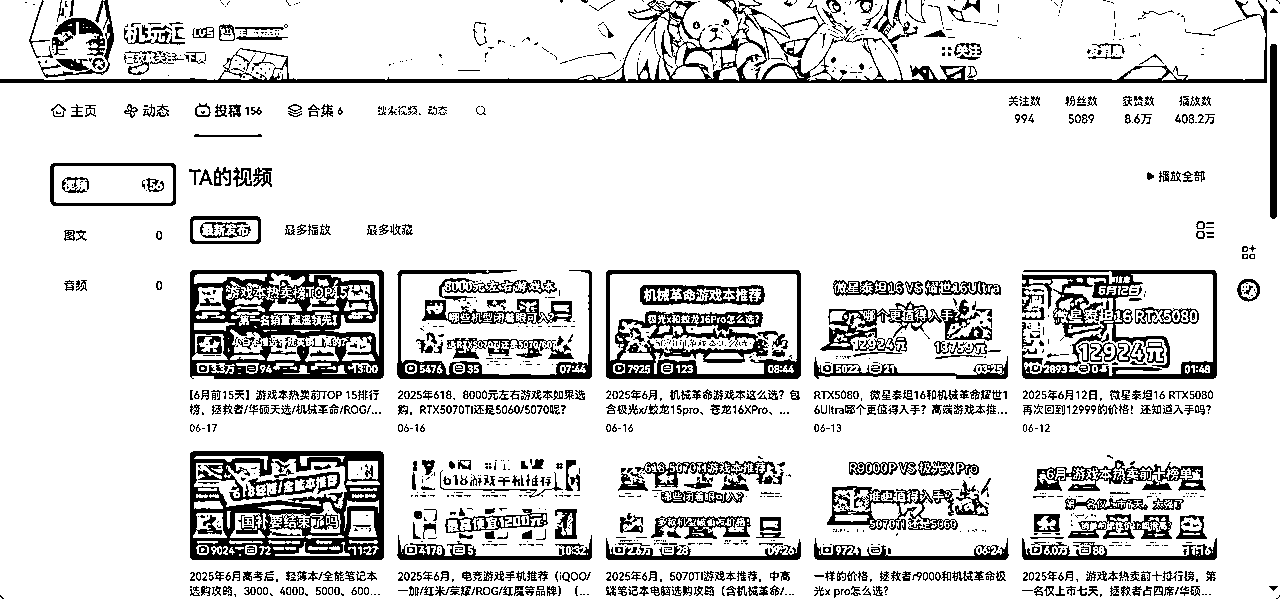 机玩汇 LV5
关注 发消息
主页 动态 投稿 156 合集 6 搜索视频、动态
关注数 粉丝数 获赞数 播放数
994 5089 8.6万 408.2万
视频 156
TA的视频
播放全部
图文 0
最新发布 最多播放 最多收藏
音频 0
游戏本热卖榜TOP15
3.3万 94 13:00
8000元左右游戏本
哪些机型闭着眼可入？
5476 35 07:44
机械革命游戏本推荐
极光x和蛟龙16Pro怎么选？
7925 123 08:44
微星泰坦16 VS 耀世16Ultra
哪个更值得入手？
12924元 13759元
5022 21 03:25
6月12日
微星泰坦16 RTX5080
12924元
2893 01:48
【6月前15天】游戏本热卖前TOP 15排行
榜，拯救者/华硕天选/机械革命/ROG/...
06-17
2025年618，8000元左右游戏本如果选
购，RTX5070TI还是5060/5070呢？
06-16
2025年6月，机械革命游戏本这么选？包
含极光x/蛟龙15pro、苍龙16XPro、...
06-16
RTX5080，微星泰坦16和机械革命耀世1
6Ultra哪个更值得入手？高端游戏本推...
06-13
2025年6月12日，微星泰坦16 RTX5080
再次回到12999的价格！还知道入手吗？
06-12
9024 72 11:27
618游戏手机推荐
最高便宜1200元！
4178 5 10:32
618 5070TI游戏本推荐
哪些闭着眼可入？
2.6万 28 09:26
R9000P VS 极光X Pro
谁更值得入手？
5070TI 还是5060
9724 1 06:24
6月 游戏本热卖前十榜单
第一名仅上市7天，太强了
6.0万 88 11:16
2025年6月高考后，轻薄本/全能笔记本
选购攻略，3000、4000、5000、600...
2025年6月，电竞游戏手机推荐（iQOO/
一加/红米/荣耀/ROG/红魔等品牌）（...
2025年6月，5070TI游戏本推荐，中高
端笔记本电脑选购攻略（含机械革命/...
一样的价格，拯救者r9000和机械革命极
光x pro怎么选？
2025年6月，游戏本热卖前十排行榜，第
一名仅上市7天，拯救者占四席/华硕...